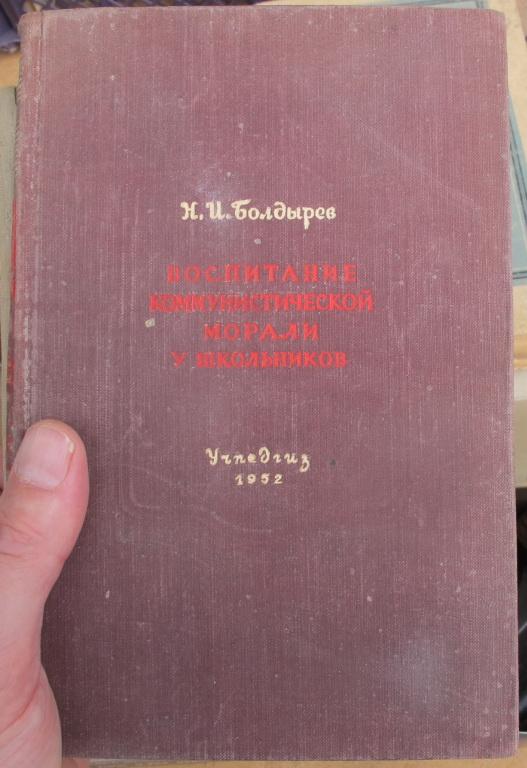 Н. И. Болдырев
ВОСПИТАНИЕ
КОММУНИСТИЧЕСКОЙ
МОРАЛИ
У ШКОЛЬНИКОВ
Учпедгиз
1952